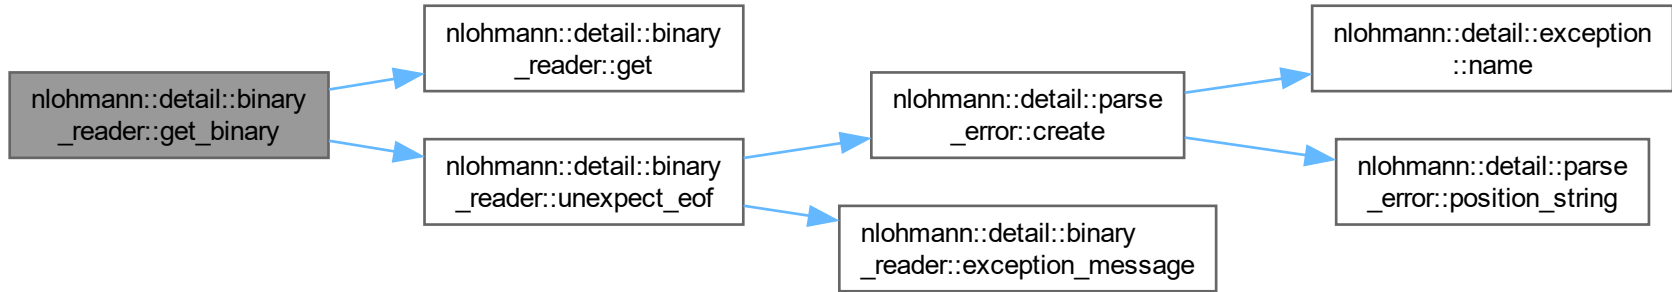 nlohmann::detail::binary
_reader::get_binary
nlohmann::detail::binary
_reader::get
nlohmann::detail::binary
_reader::unexpect_eof
nlohmann::detail::parse
_error::create
nlohmann::detail::binary
_reader::exception_message
nlohmann::detail::exception
::name
nlohmann::detail::parse
_error::position_string